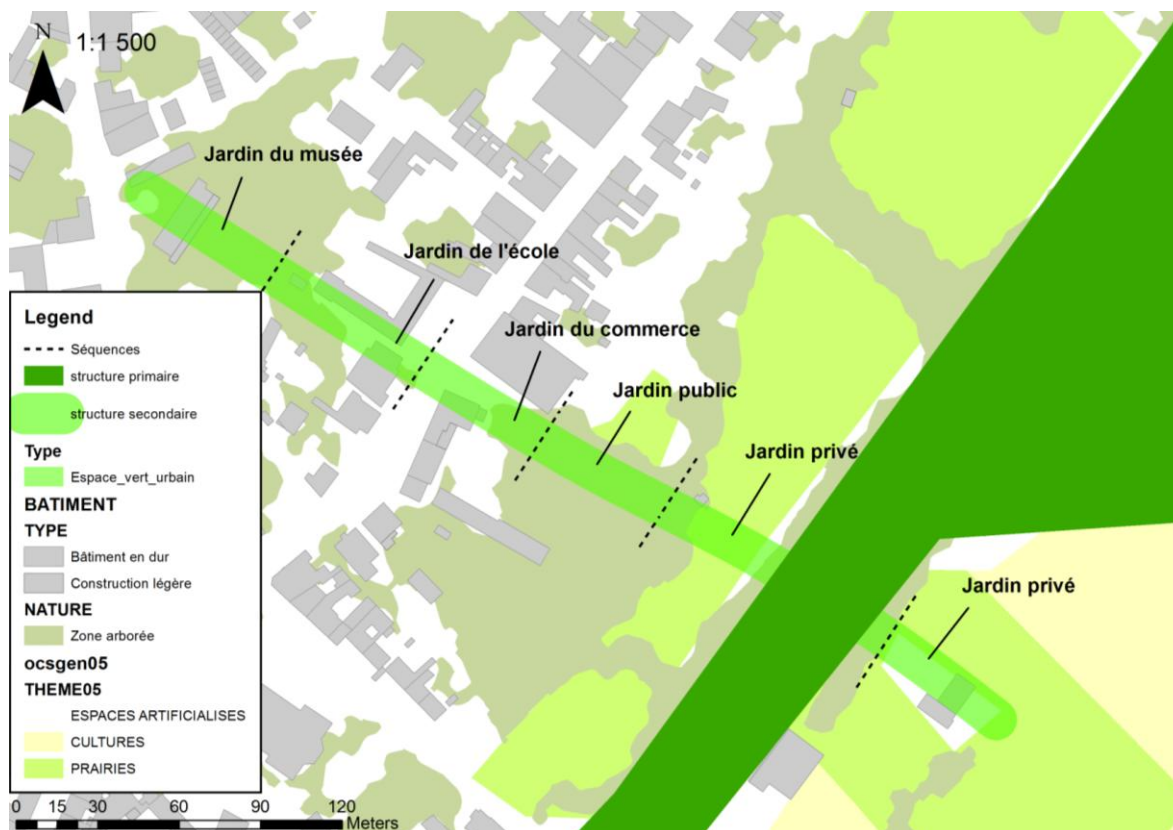 N
1:1 500
Jardin du musée
Jardin de l'école
Jardin du commerce
Jardin public
Jardin privé
Jardin privé
Legend
Séquences
structure primaire
structure secondaire
Type
Espace_vert_urbain
BATIMENT
TYPE
Bâtiment en dur
Construction légère
NATURE
Zone arborée
ocsgen05
THEME05
ESPACES ARTIFICIALISES
CULTURES
PRAIRIES
0 15 30 60 90 120
Meters